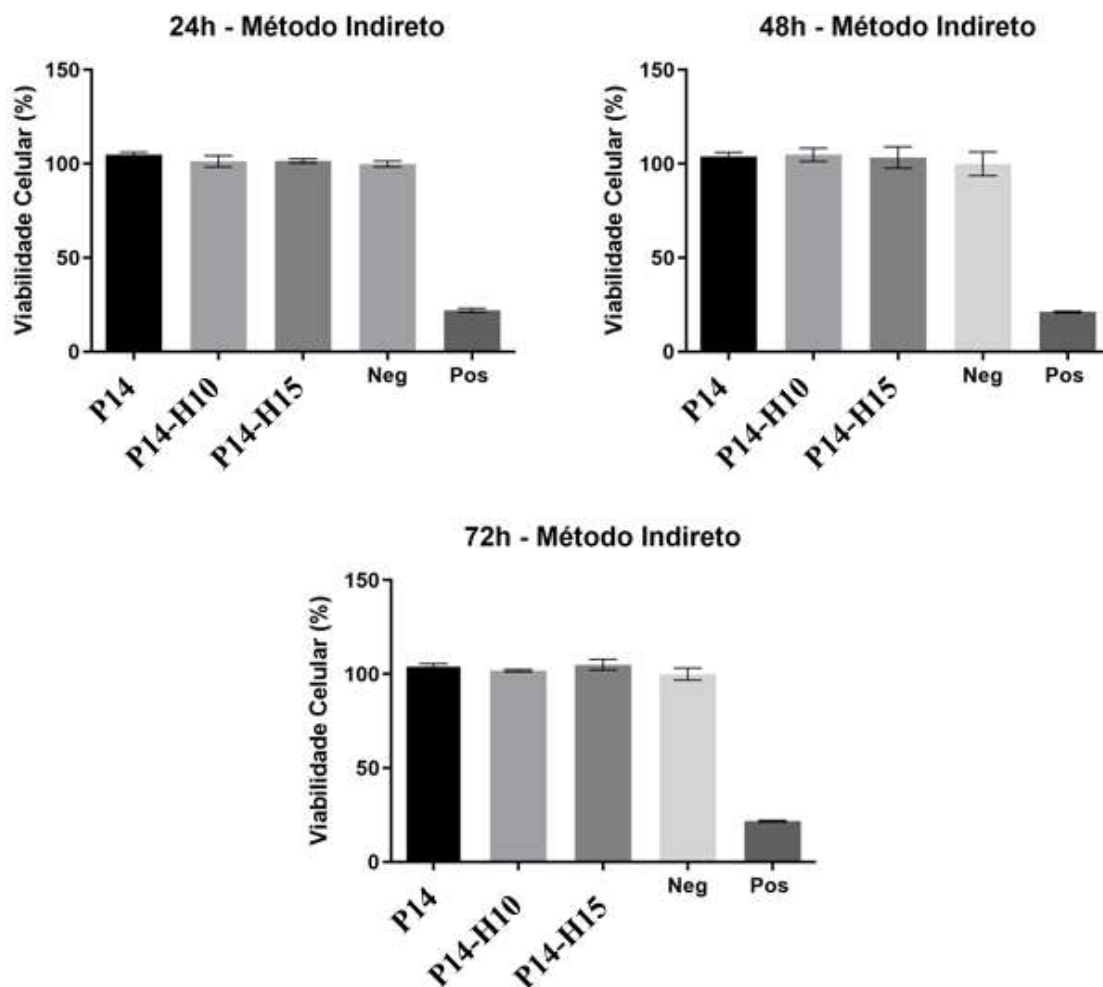 24h - Método Indireto
Viabilidade Celular (%)
150
100
50
0
P14
P14-H10
P14-H15
Neg
Pos
48h - Método Indireto
Viabilidade Celular (%)
150
100
50
0
P14
P14-H10
P14-H15
Neg
Pos
72h - Método Indireto
Viabilidade Celular (%)
150
100
50
0
P14
P14-H10
P14-H15
Neg
Pos